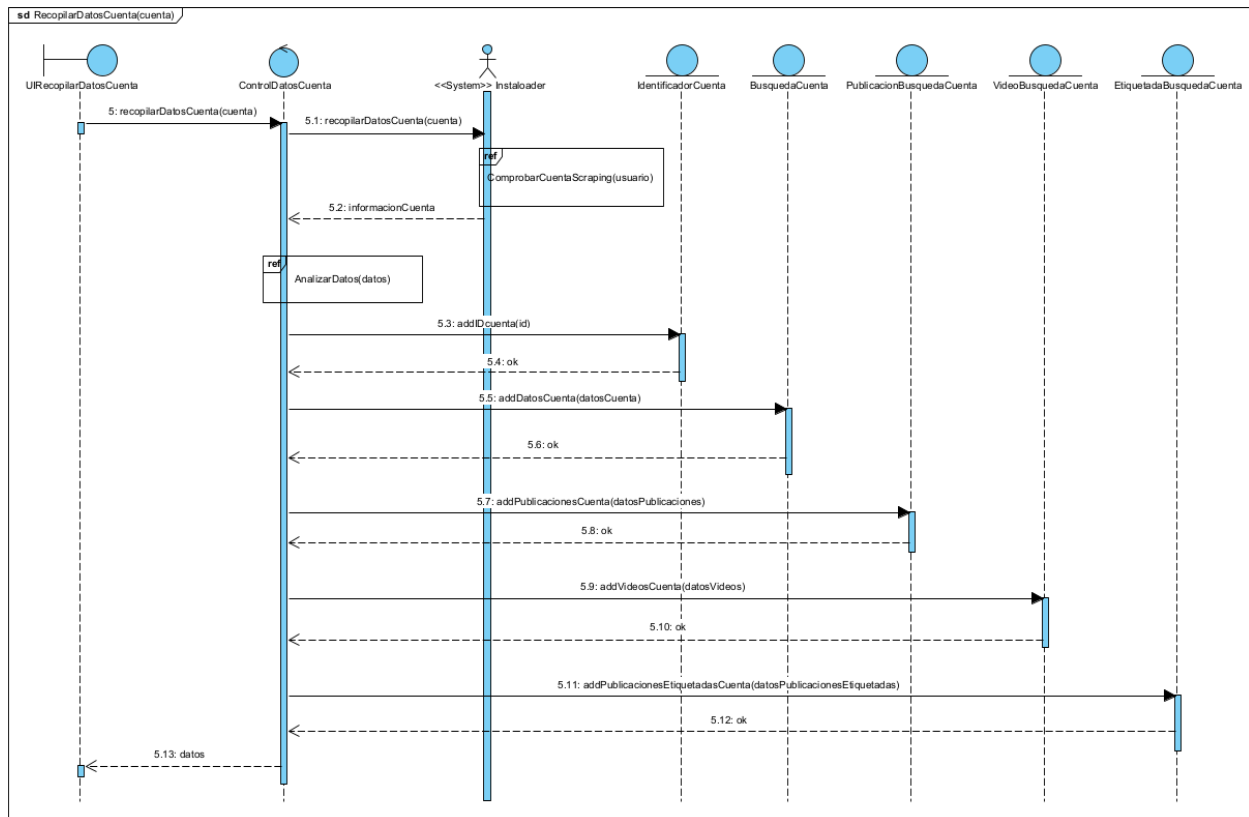 sd RecopilarDatosCuenta(cuenta)
UIRecopilarDatosCuenta
ControlDatosCuenta
<<System>> Instaloader
IdentificadorCuenta
BusquedaCuenta
PublicacionBusquedaCuenta
VideoBusquedaCuenta
EtiquetadaBusquedaCuenta
5: recopilarDatosCuenta(cuenta)
5.1: recopilarDatosCuenta(cuenta)
ref
ComprobarCuentaScraping(usuario)
5.2: informacionCuenta
ref
AnalizarDatos(datos)
5.3: addIDcuenta(id)
5.4: ok
5.5: addDatosCuenta(datosCuenta)
5.6: ok
5.7: addPublicacionesCuenta(datosPublicaciones)
5.8: ok
5.9: addVideosCuenta(datosVideos)
5.10: ok
5.11: addPublicacionesEtiquetadasCuenta(datosPublicacionesEtiquetadas)
5.12: ok
5.13: datos